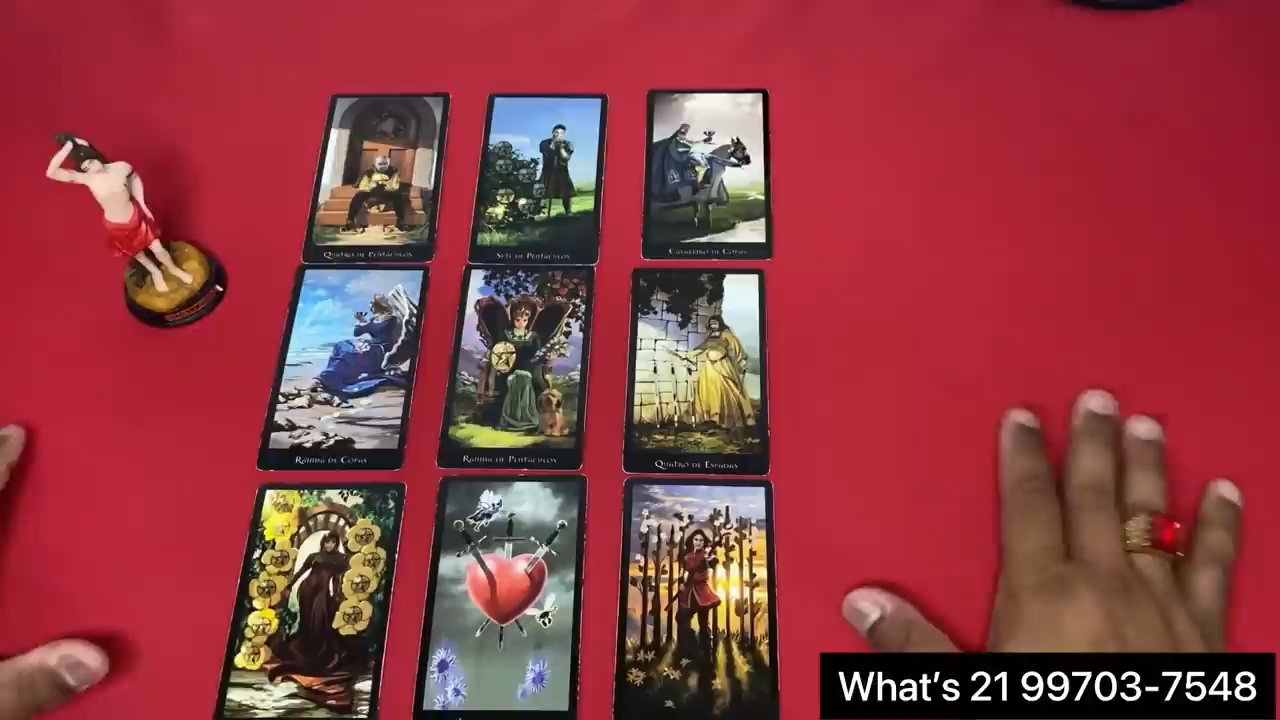 Quatro de Pentáculos
Sete de Pentáculos
Cavaleiro de Copas
Rainha de Copas
Rainha de Pentáculos
Quatro de Espadas
What's 21 99703-7548